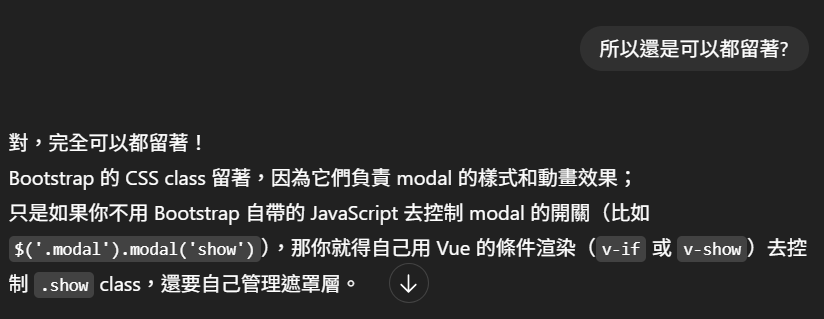 所以還是可以都留著?
對，完全可以都留著！
Bootstrap 的 CSS class 留著，因為它們負責 modal 的樣式和動畫效果；
只是如果你不用 Bootstrap 自帶的 JavaScript 去控制 modal 的開關（比如
$('.modal').modal('show')），那你就得自己用 Vue 的條件渲染（v-if 或 v-show）去控
制 .show class，還要自己管理遮罩層。